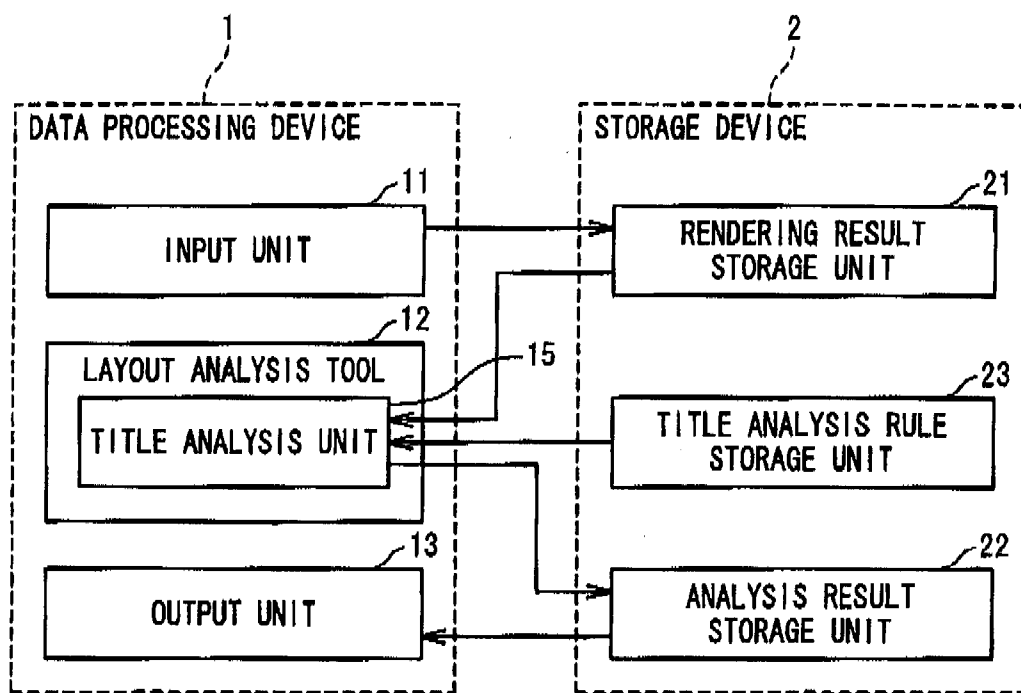 1
2
DATA PROCESSING DEVICE
STORAGE DEVICE
11
INPUT UNIT
21
RENDERING RESULT
STORAGE UNIT
12
LAYOUT ANALYSIS TOOL
15
TITLE ANALYSIS UNIT
23
TITLE ANALYSIS RULE
STORAGE UNIT
13
OUTPUT UNIT
22
ANALYSIS RESULT
STORAGE UNIT